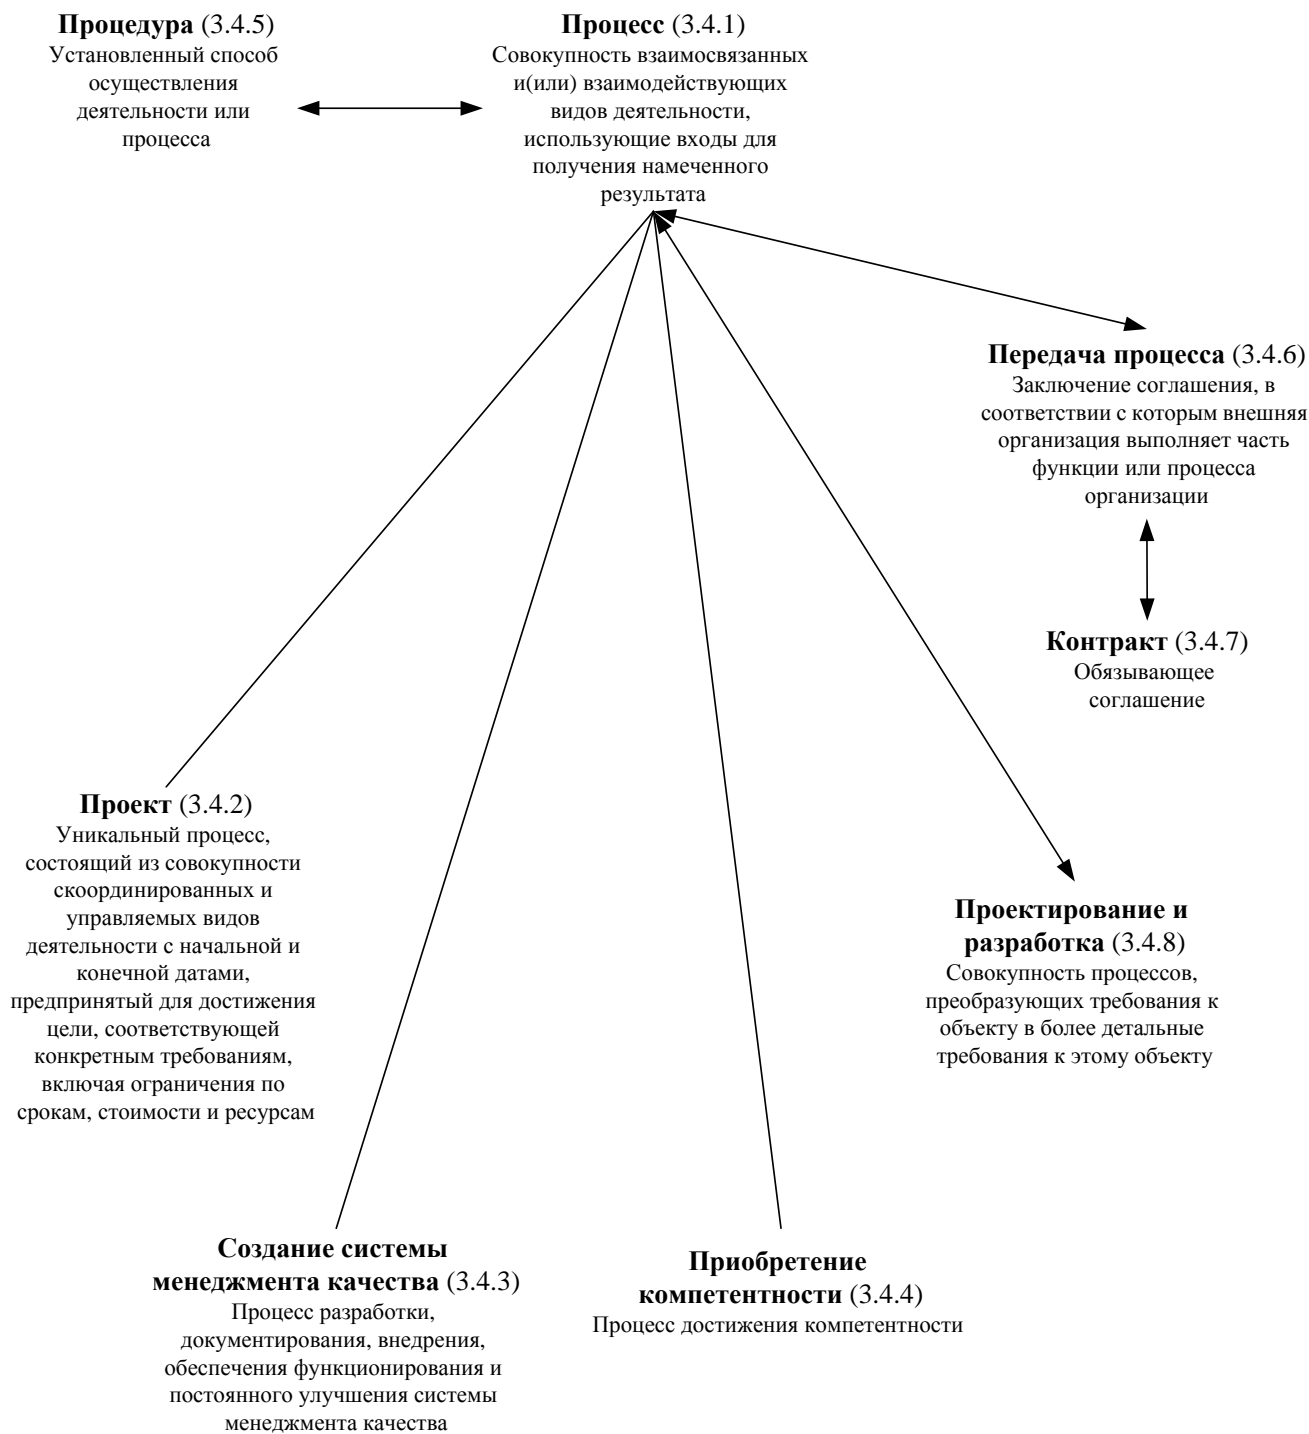 Процедура (3.4.5)
Установленный способ
осуществления
деятельности или
процесса
Процесс (3.4.1)
Совокупность взаимосвязанных
и(или) взаимодействующих
видов деятельности,
использующие входы для
получения намеченного
результата
Передача процесса (3.4.6)
Заключение соглашения, в
соответствии с которым внешняя
организация выполняет часть
функции или процесса
организации
Контракт (3.4.7)
Обязывающее
соглашение
Проект (3.4.2)
Уникальный процесс,
состоящий из совокупности
скоординированных и
управляемых видов
деятельности с начальной и
конечной датами,
предпринятый для достижения
цели, соответствующей
конкретным требованиям,
включая ограничения по
срокам, стоимости и ресурсам
Проектирование и
разработка (3.4.8)
Совокупность процессов,
преобразующих требования к
объекту в более детальные
требования к этому объекту
Создание системы
менеджмента качества (3.4.3)
Процесс разработки,
документирования, внедрения,
обеспечения функционирования и
постоянного улучшения системы
менеджмента качества
Приобретение
компетентности (3.4.4)
Процесс достижения компетентности